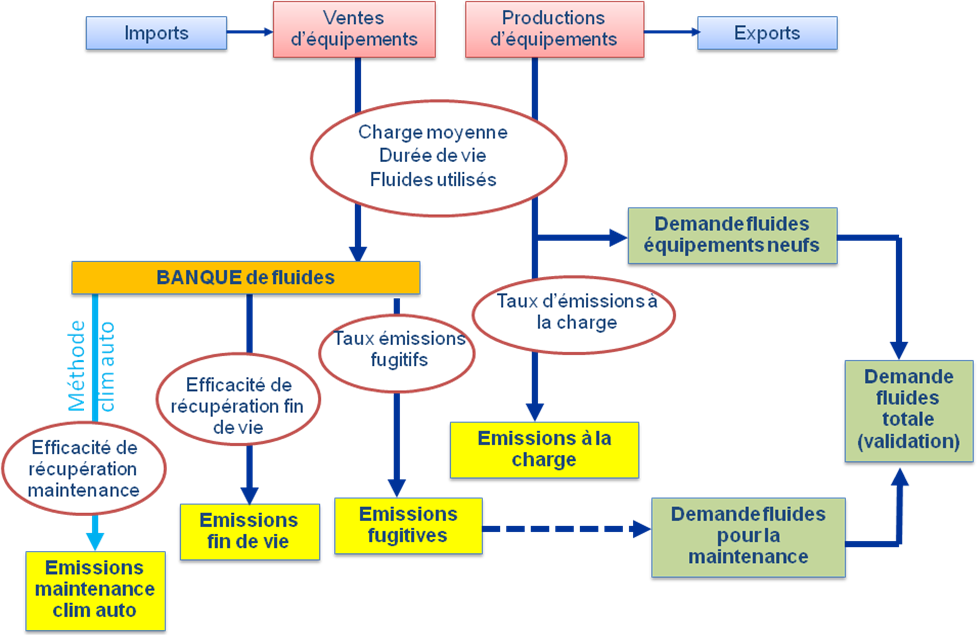 Imports
Ventes
d'équipements
Productions
d'équipements
Exports
Charge moyenne
Durée de vie
Fluides utilisés
Demande fluides
équipements neufs
BANQUE de fluides
Taux d'émissions à
la charge
Méthode
clim auto
Taux émissions
fugitifs
Efficacité de
récupération fin
de vie
Demande
fluides
totale
(validation)
Efficacité de
récupération
maintenance
Emissions à la
charge
Emissions
fin de vie
Emissions
fugitives
Demande fluides
pour la
maintenance
Emissions
maintenance
clim auto